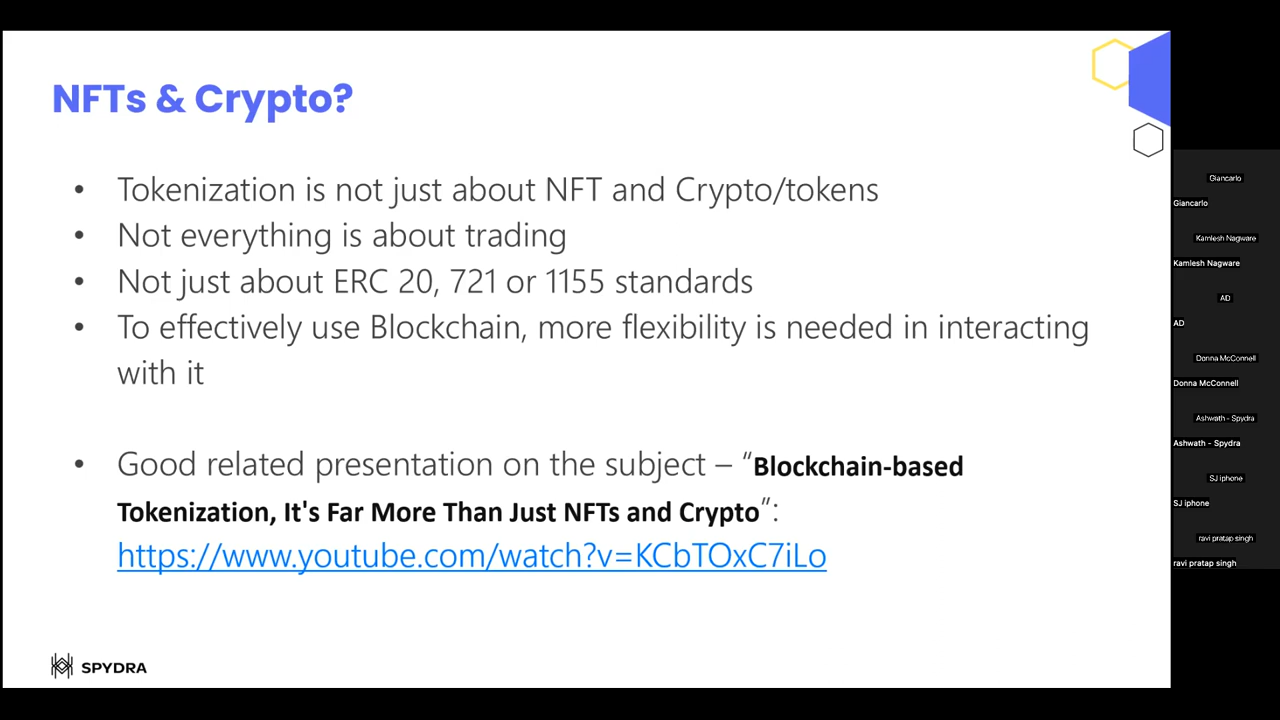 NFTs & Crypto?
• Tokenization is not just about NFT and Crypto/tokens
• Not everything is about trading
• Not just about ERC 20, 721 or 1155 standards
• To effectively use Blockchain, more flexibility is needed in interacting
with it
• Good related presentation on the subject – “Blockchain-based
Tokenization, It's Far More Than Just NFTs and Crypto”:
https://www.youtube.com/watch?v=KCbTOxC7iLo
SPYDRA
Giancarlo
Giancarlo
Kamlesh Nagware
Kamlesh Nagware
AD
AD
Donna McConnell
Donna McConnell
Ashwath - Spydra
Ashwath - Spydra
SJ iphone
SJ iphone
ravi pratap singh
ravi pratap singh